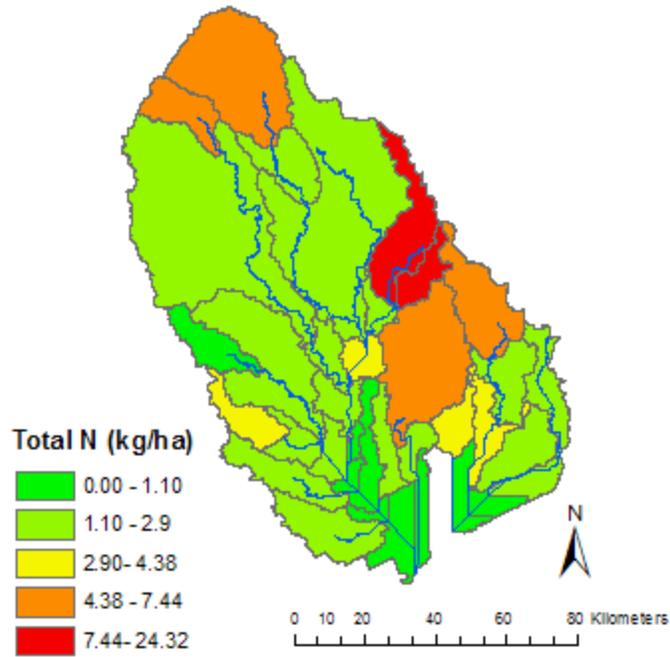 Total N (kg/ha)
0.00 - 1.10
1.10 - 2.9
2.90- 4.38
4.38 - 7.44
7.44- 24.32
N
0 10 20 40 60 80 Kilometers